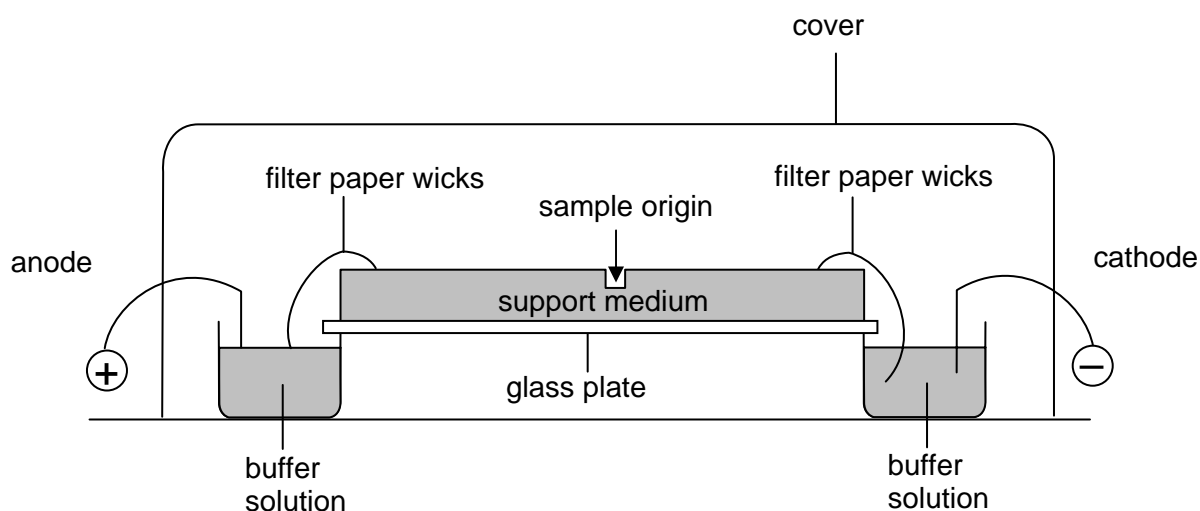 cover
filter paper wicks
filter paper wicks
sample origin
anode
cathode
support medium
+
−
glass plate
buffer
solution
buffer
solution